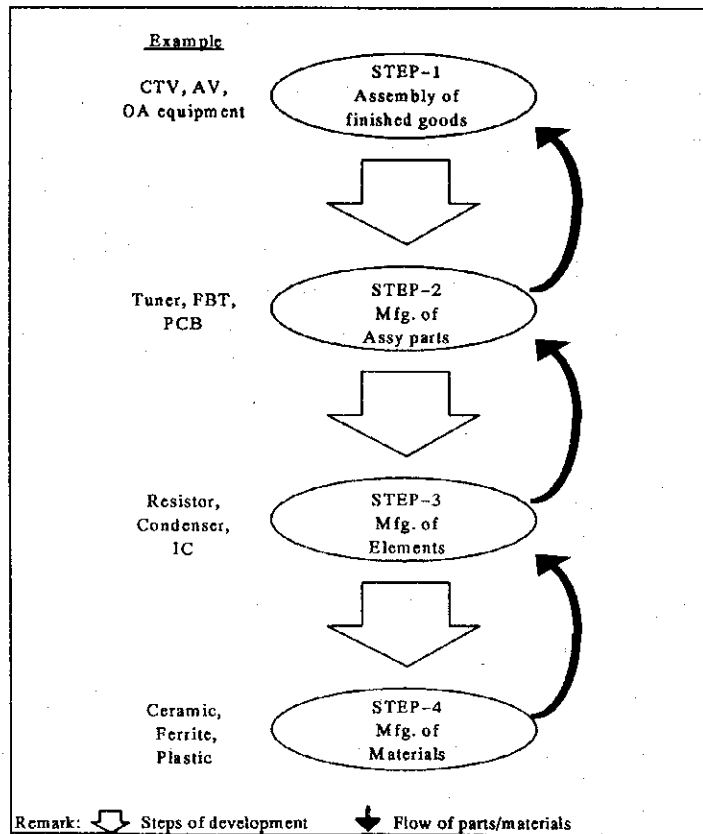 Example
CTV, AV,
OA equipment
STEP-1
Assembly of
finished goods
Tuner, FBT,
PCB
STEP-2
Mfg. of
Assy parts
Resistor,
Condenser,
IC
STEP-3
Mfg. of
Elements
Ceramic,
Ferrite,
Plastic
STEP-4
Mfg. of
Materials
Remark: Steps of development Flow of parts/materials